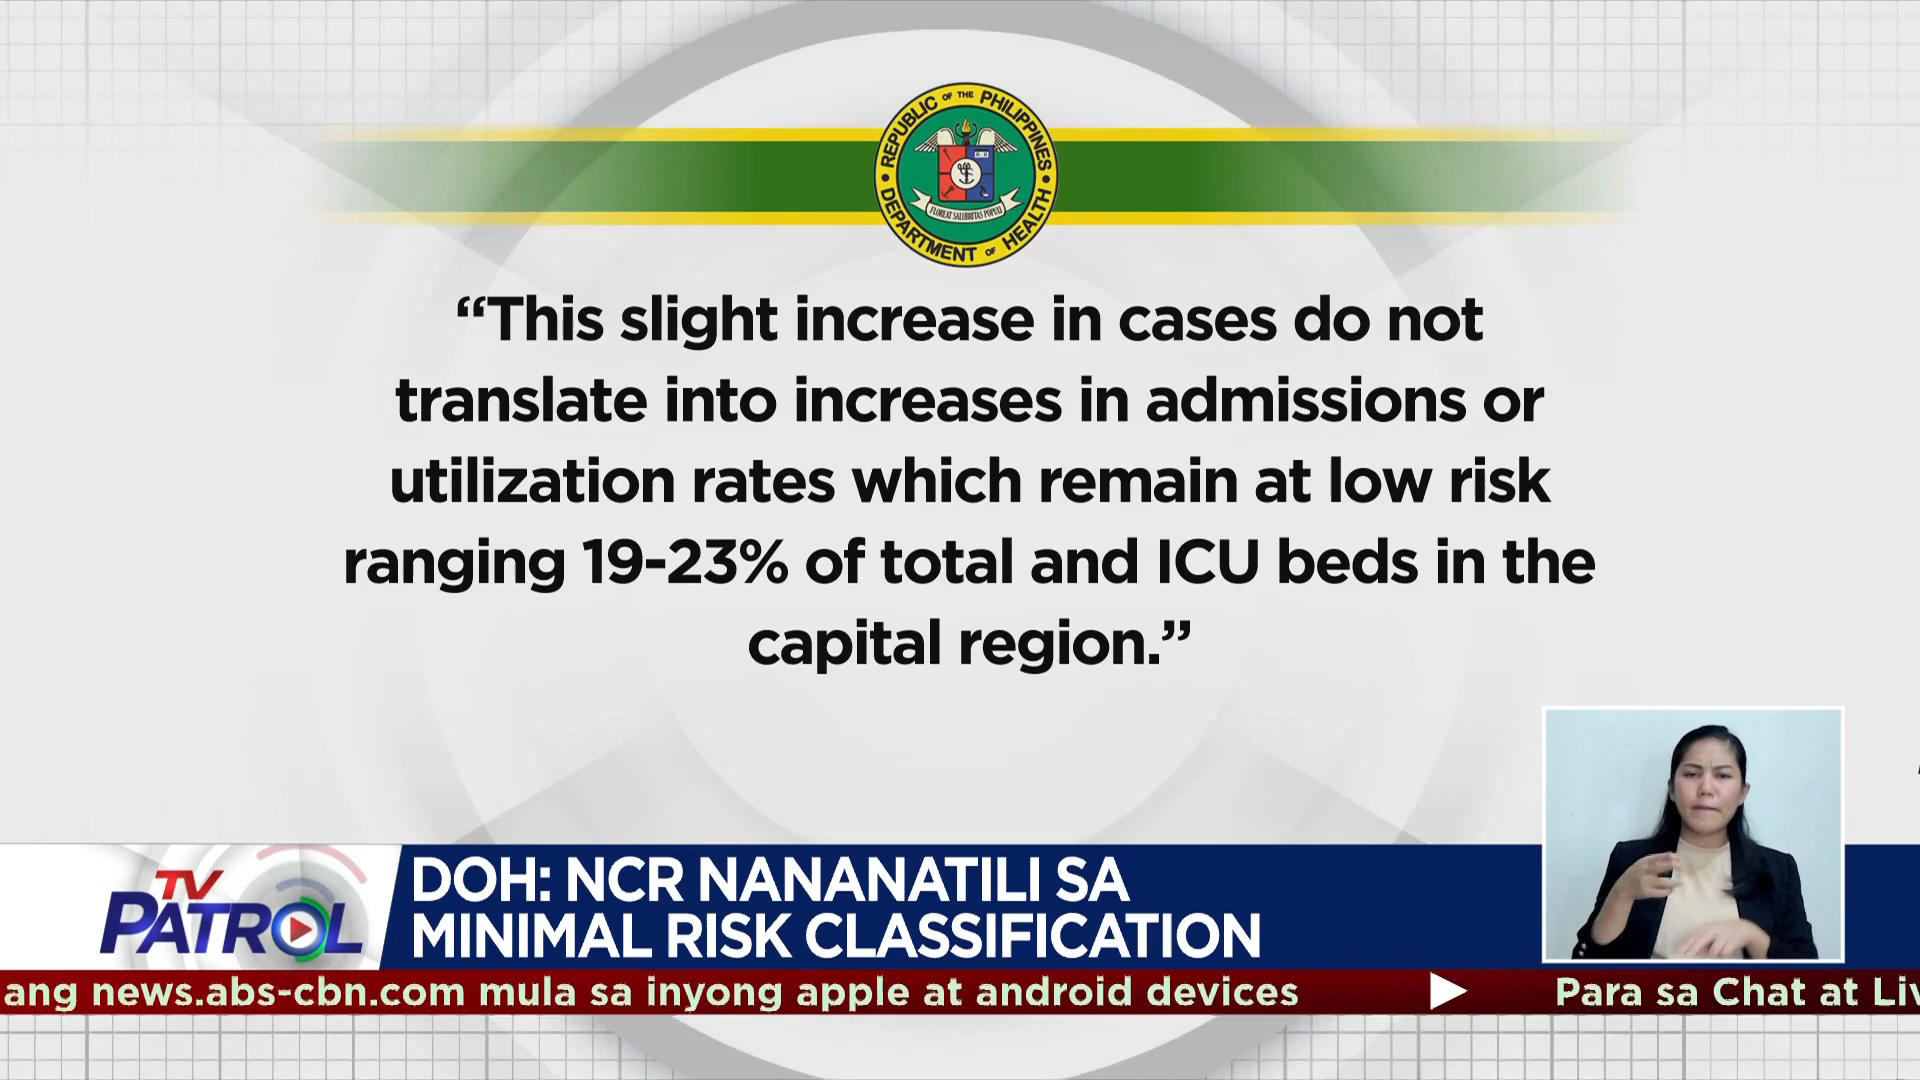 REPUBLIC OF THE PHILIPPINES
FLOREAT SALUBRITAS POPULI
DEPARTMENT OF HEALTH
“This slight increase in cases do not
translate into increases in admissions or
utilization rates which remain at low risk
ranging 19-23% of total and ICU beds in the
capital region.”
TV
PATROL
DOH: NCR NANANATILI SA
MINIMAL RISK CLASSIFICATION
ang news.abs-cbn.com mula sa inyong apple at android devices
Para sa Chat at Liv